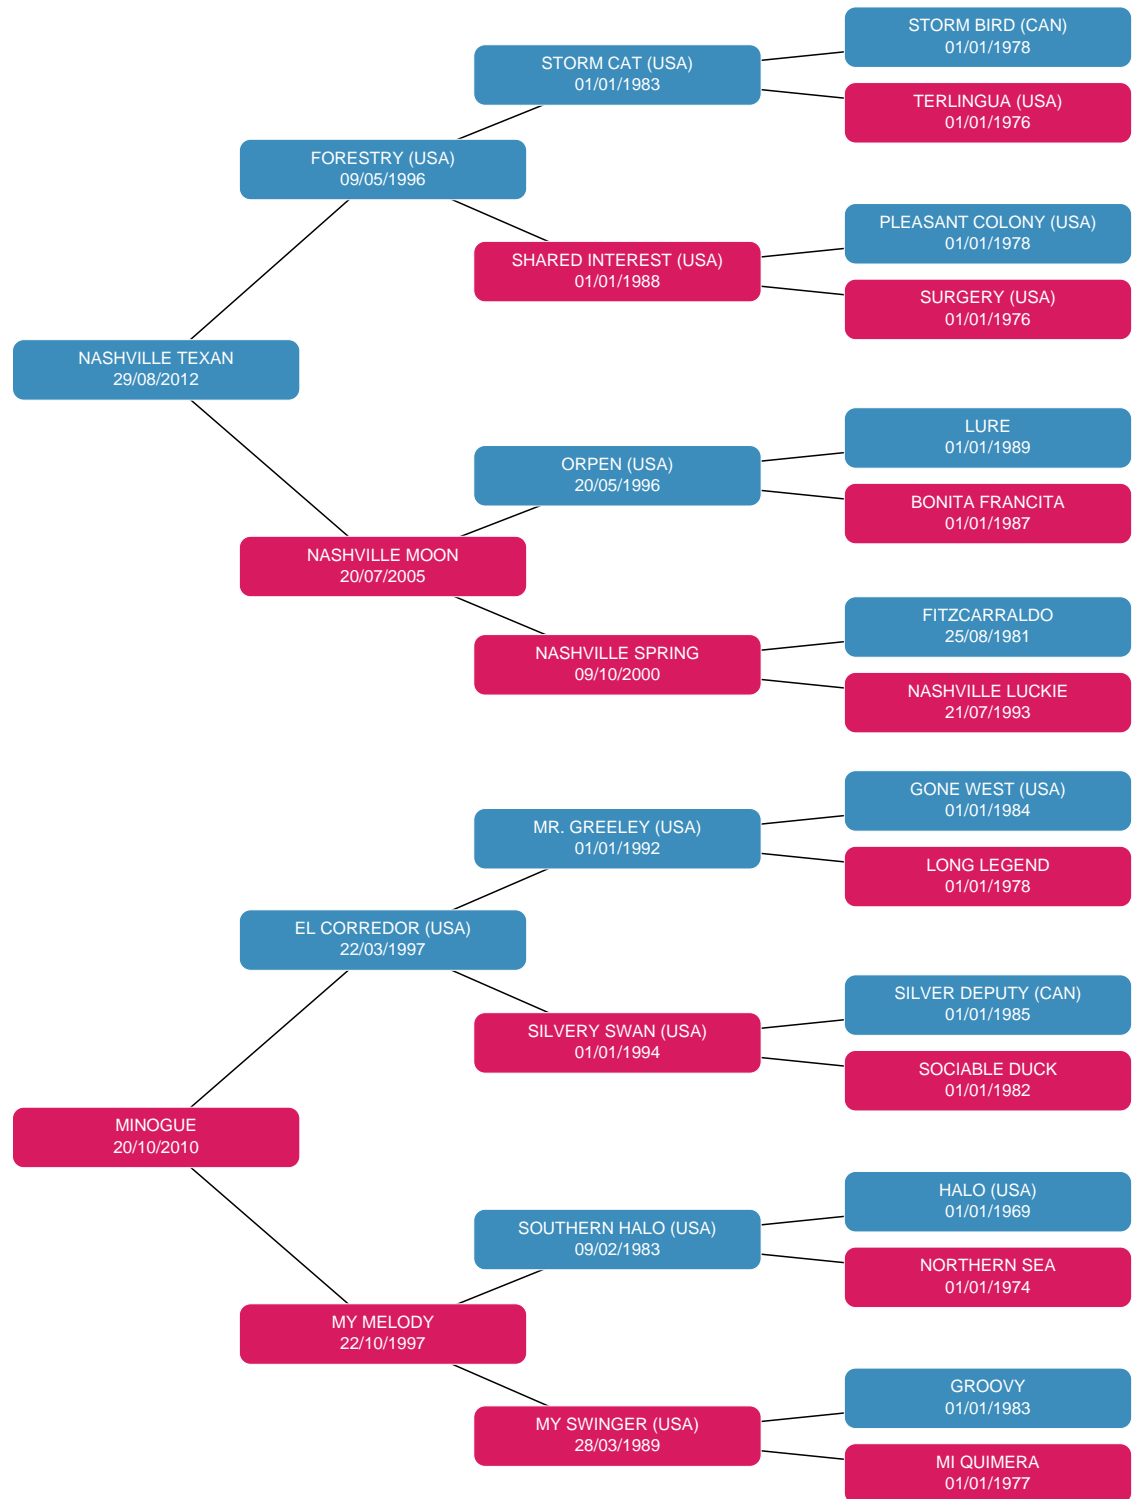 STORM BIRD (CAN)
01/01/1978
STORM CAT (USA)
01/01/1983
TERLINGUA (USA)
01/01/1976
FORESTRY (USA)
09/05/1996
PLEASANT COLONY (USA)
01/01/1978
SHARED INTEREST (USA)
01/01/1988
SURGERY (USA)
01/01/1976
NASHVILLE TEXAN
29/08/2012
LURE
01/01/1989
ORPEN (USA)
20/05/1996
BONITA FRANCITA
01/01/1987
NASHVILLE MOON
20/07/2005
FITZCARRALDO
25/08/1981
NASHVILLE SPRING
09/10/2000
NASHVILLE LUCKIE
21/07/1993
GONE WEST (USA)
01/01/1984
MR. GREELEY (USA)
01/01/1992
LONG LEGEND
01/01/1978
EL CORREDOR (USA)
22/03/1997
SILVER DEPUTY (CAN)
01/01/1985
SILVERY SWAN (USA)
01/01/1994
SOCIABLE DUCK
01/01/1982
MINOGUE
20/10/2010
HALO (USA)
01/01/1969
SOUTHERN HALO (USA)
09/02/1983
NORTHERN SEA
01/01/1974
MY MELODY
22/10/1997
GROOVY
01/01/1983
MY SWINGER (USA)
28/03/1989
MI QUIMERA
01/01/1977